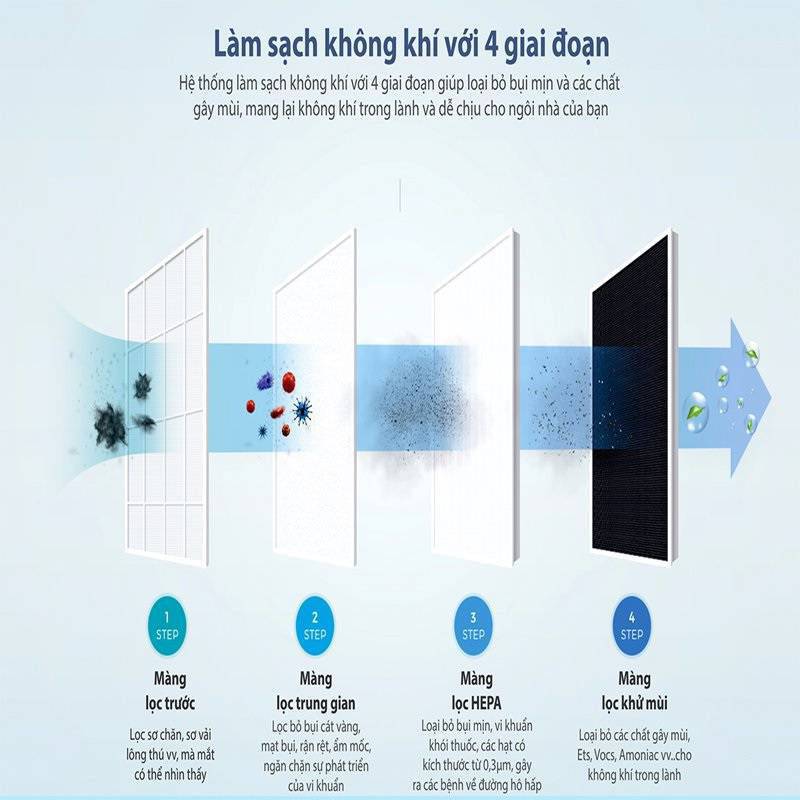 Làm sạch không khí với 4 giai đoạn
Hệ thống làm sạch không khí với 4 giai đoạn giúp loại bỏ bụi mịn và các chất
gây mùi, mang lại không khí trong lành và dễ chịu cho ngôi nhà của bạn
1
STEP
Màng
lọc trước
Lọc sơ chăn, sơ vải
lông thú vv, mà mắt
có thể nhìn thấy
2
STEP
Màng
lọc trung gian
Lọc bỏ bụi cát vàng,
mạt bụi, rận rệt, ẩm mốc,
ngăn chặn sự phát triển
của vi khuẩn
3
STEP
Màng
lọc HEPA
Loại bỏ bụi mịn, vi khuẩn
khói thuốc, các hạt có
kích thước từ 0,3µm, gây
ra các bệnh về đường hô hấp
4
STEP
Màng
lọc khử mùi
Loại bỏ các chất gây mùi,
Ets, Vocs, Amoniac vv..cho
không khí trong lành